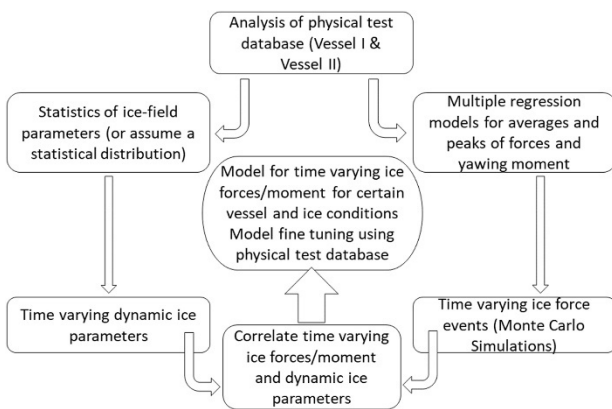 Analysis of physical test
database (Vessel I &
Vessel II)
Statistics of ice-field
parameters (or assume a
statistical distribution)
Multiple regression
models for averages and
peaks of forces and
yawing moment
Model for time varying ice
forces/moment for certain
vessel and ice conditions
Model fine tuning using
physical test database
Time varying dynamic ice
parameters
Time varying ice force
events (Monte Carlo
Simulations)
Correlate time varying
ice forces/moment
and dynamic ice
parameters